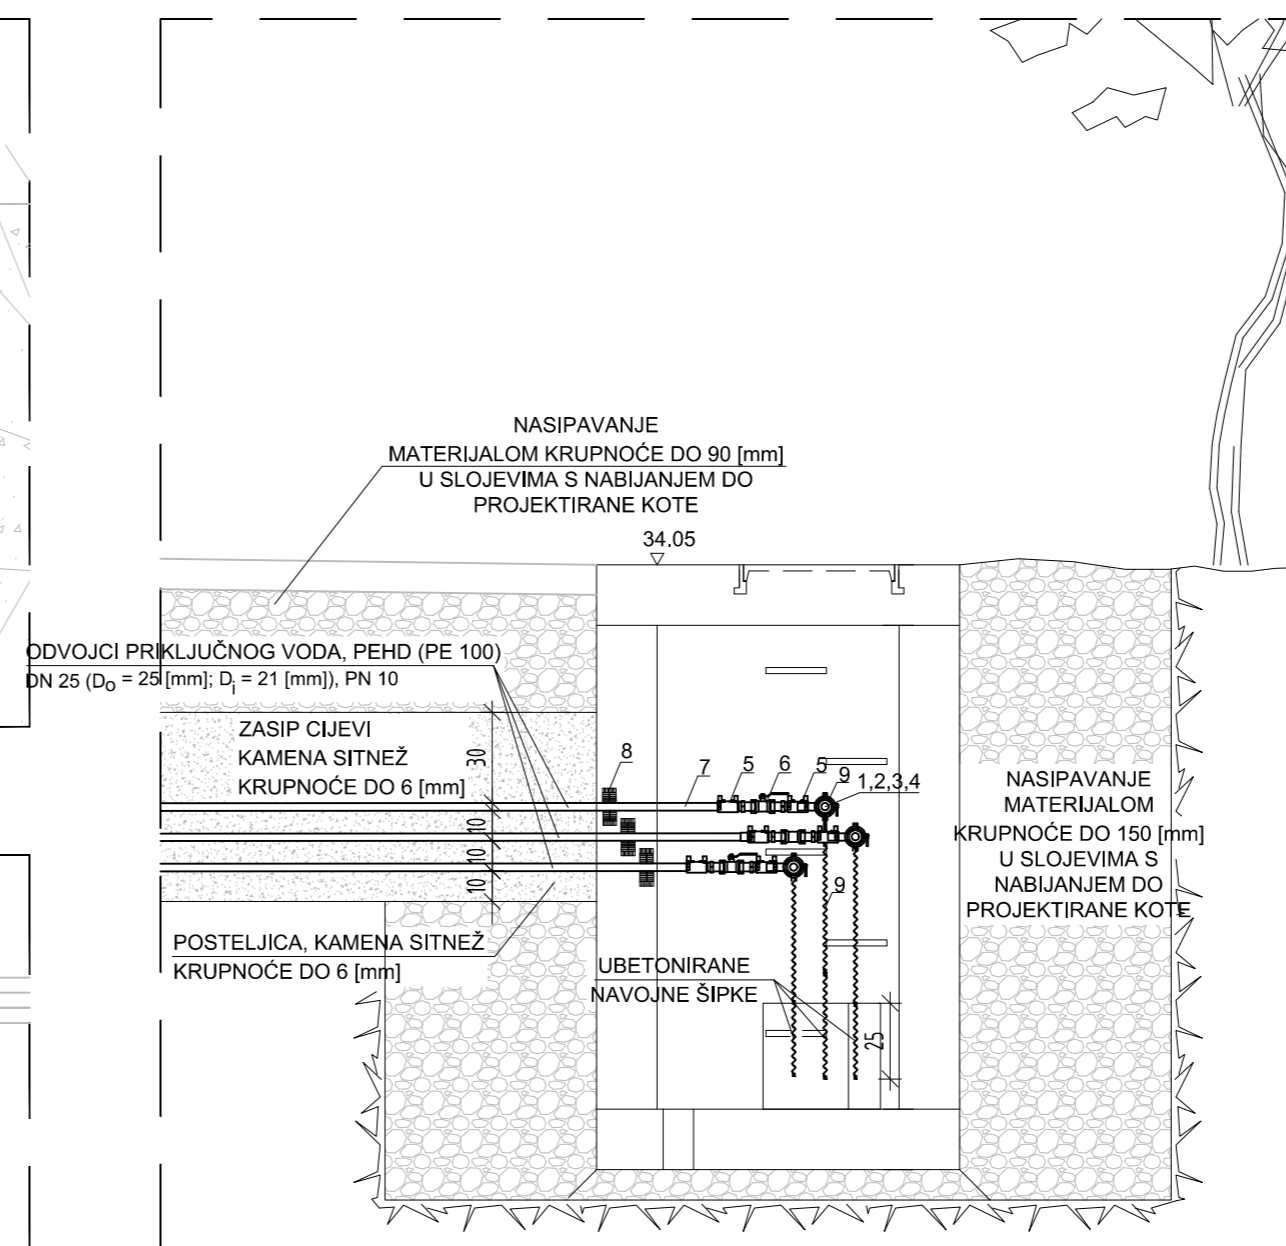 NASIPAVANJE
MATERIJALOM KRUPNOĆE DO 90 [mm]
U SLOJEVIMA S NABIJANJEM DO
PROJEKTIRANE KOTE
34.05
ODVOJCI PRIKLJUČNOG VODA, PEHD (PE 100)
DN 25 (Do = 25 [mm]; Di = 21 [mm]), PN 10
ZASIP CIJEVI
KAMENA SITNEŽ
KRUPNOĆE DO 6 [mm]
30
10
10
10
8
7
5
6
5
9
1,2,3,4
9
NASIPAVANJE
MATERIJALOM
KRUPNOĆE DO 150 [mm]
U SLOJEVIMA S
NABIJANJEM DO
PROJEKTIRANE KOTE
POSTELJICA, KAMENA SITNEŽ
KRUPNOĆE DO 6 [mm]
UBETONIRANE
NAVOJNE ŠIPKE
25